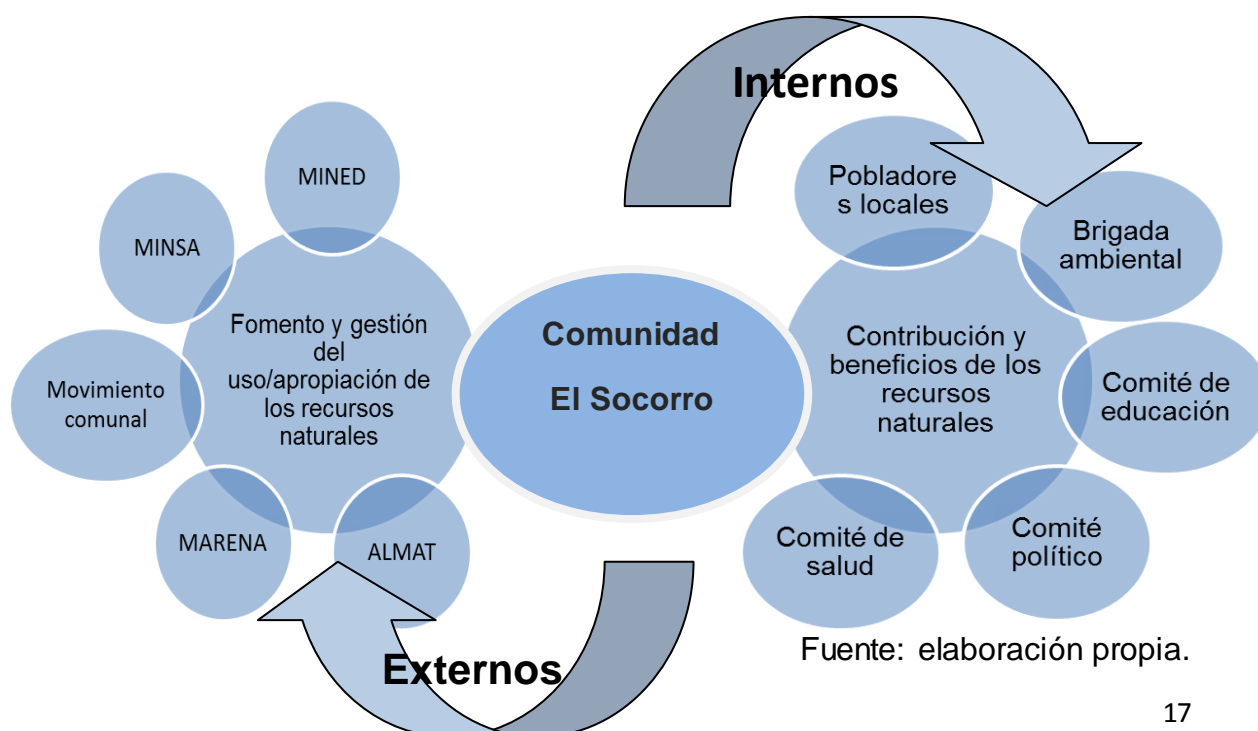 Internos
MINED
MINSA
Movimiento
comunal
MARENA
ALMAT
Fomento y gestión
del
uso/apropiación de
los recursos
naturales
Comunidad
El Socorro
Pobladore
s locales
Brigada
ambiental
Comité de
educación
Comité
político
Comité de
salud
Contribución y
beneficios de los
recursos
naturales
Externos
Fuente: elaboración propia.
17